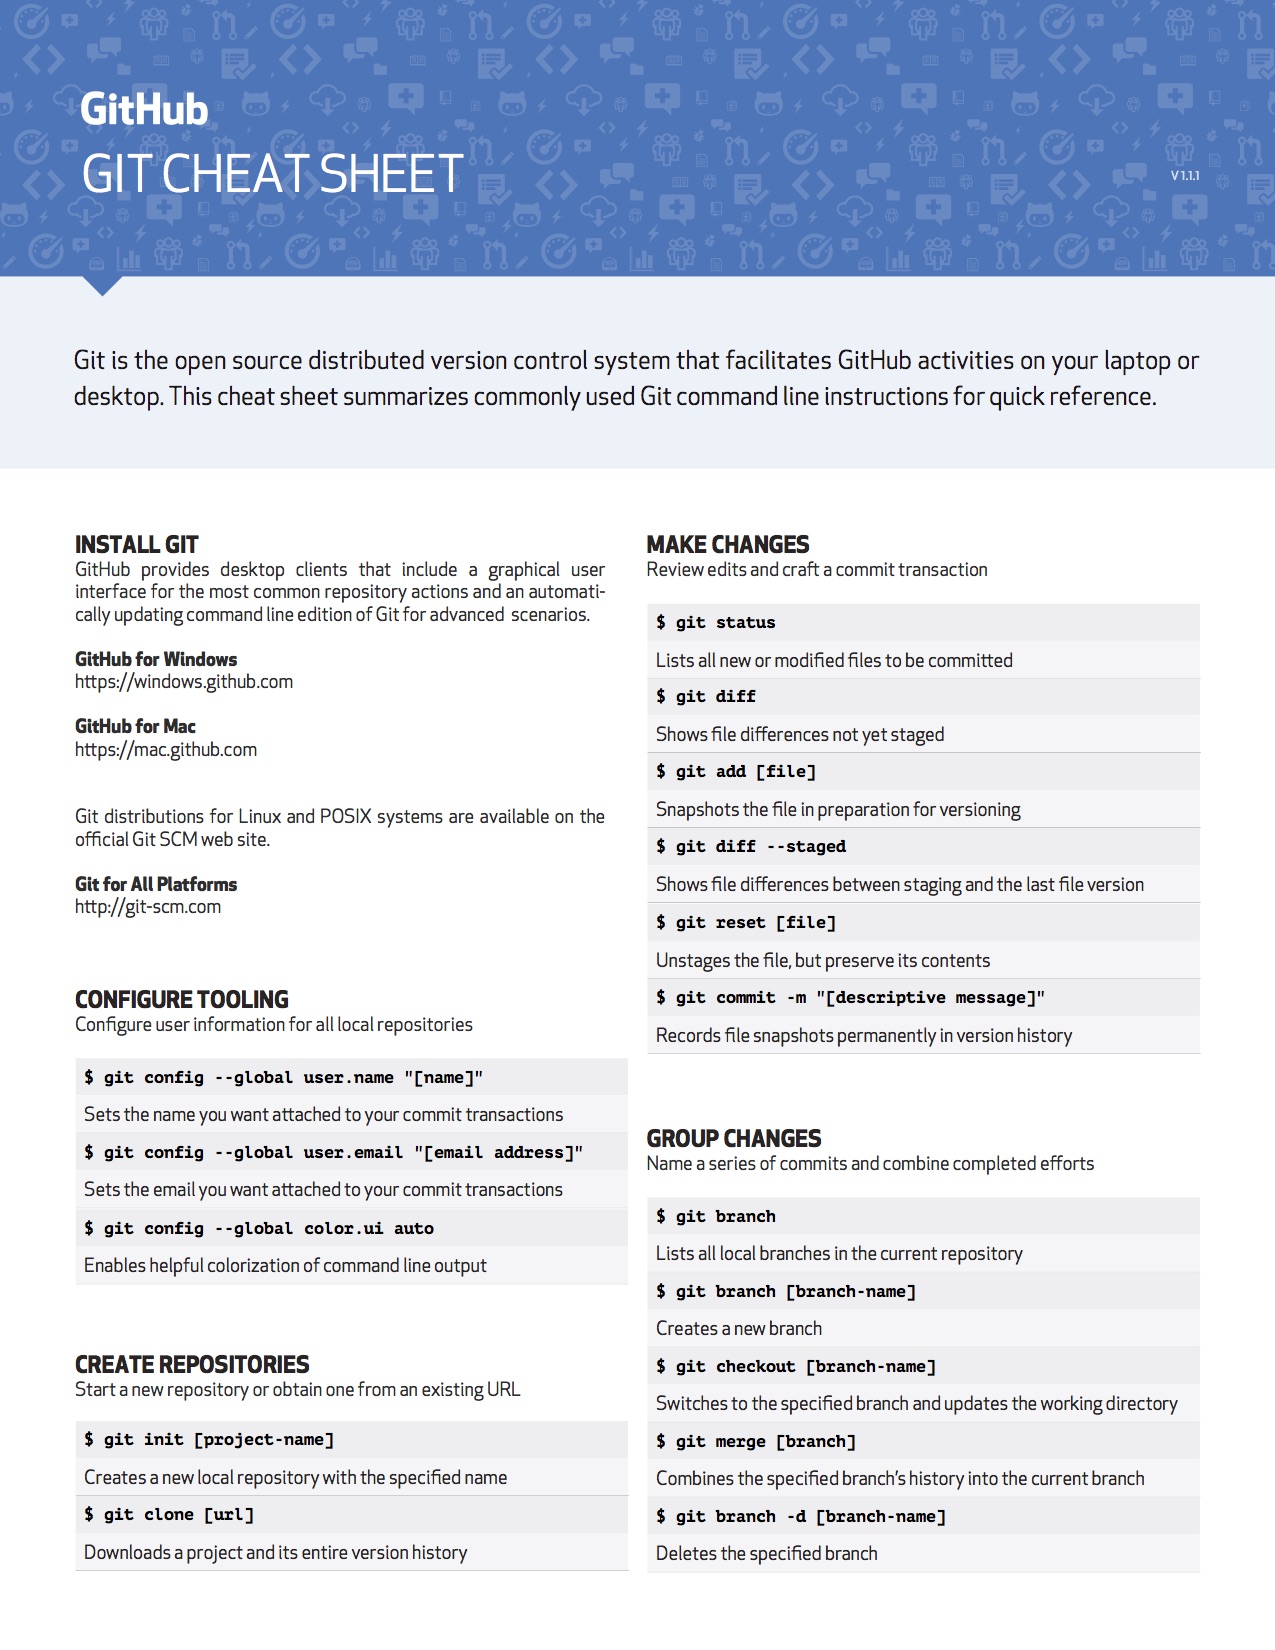 GitHub
GIT CHEAT SHEET
V 1.1.1
Git is the open source distributed version control system that facilitates GitHub activities on your laptop or
desktop. This cheat sheet summarizes commonly used Git command line instructions for quick reference.
INSTALL GIT
GitHub provides desktop clients that include a graphical user
interface for the most common repository actions and an automati-
cally updating command line edition of Git for advanced scenarios.
GitHub for Windows
https://windows.github.com
GitHub for Mac
https://mac.github.com
Git distributions for Linux and POSIX systems are available on the
official Git SCM web site.
Git for All Platforms
http://git-scm.com
CONFIGURE TOOLING
Configure user information for all local repositories
$ git config --global user.name "[name]"
Sets the name you want attached to your commit transactions
$ git config --global user.email "[email address]"
Sets the email you want attached to your commit transactions
$ git config --global color.ui auto
Enables helpful colorization of command line output
CREATE REPOSITORIES
Start a new repository or obtain one from an existing URL
$ git init [project-name]
Creates a new local repository with the specified name
$ git clone [url]
Downloads a project and its entire version history
MAKE CHANGES
Review edits and craft a commit transaction
$ git status
Lists all new or modified files to be committed
$ git diff
Shows file differences not yet staged
$ git add [file]
Snapshots the file in preparation for versioning
$ git diff --staged
Shows file differences between staging and the last file version
$ git reset [file]
Unstages the file, but preserve its contents
$ git commit -m "[descriptive message]"
Records file snapshots permanently in version history
GROUP CHANGES
Name a series of commits and combine completed efforts
$ git branch
Lists all local branches in the current repository
$ git branch [branch-name]
Creates a new branch
$ git checkout [branch-name]
Switches to the specified branch and updates the working directory
$ git merge [branch]
Combines the specified branch’s history into the current branch
$ git branch -d [branch-name]
Deletes the specified branch